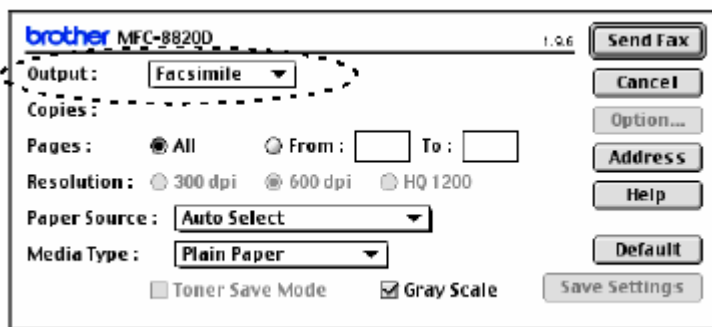 brother MFC-8820D 1.9.6 Send Fax
Output: Facsimile Cancel
Copies: Option...
Pages: All From: To: Address
Resolution: 300 dpi 600 dpi HQ 1200 Help
Paper Source: Auto Select
Media Type: Plain Paper Default
Toner Save Mode Gray Scale Save Settings